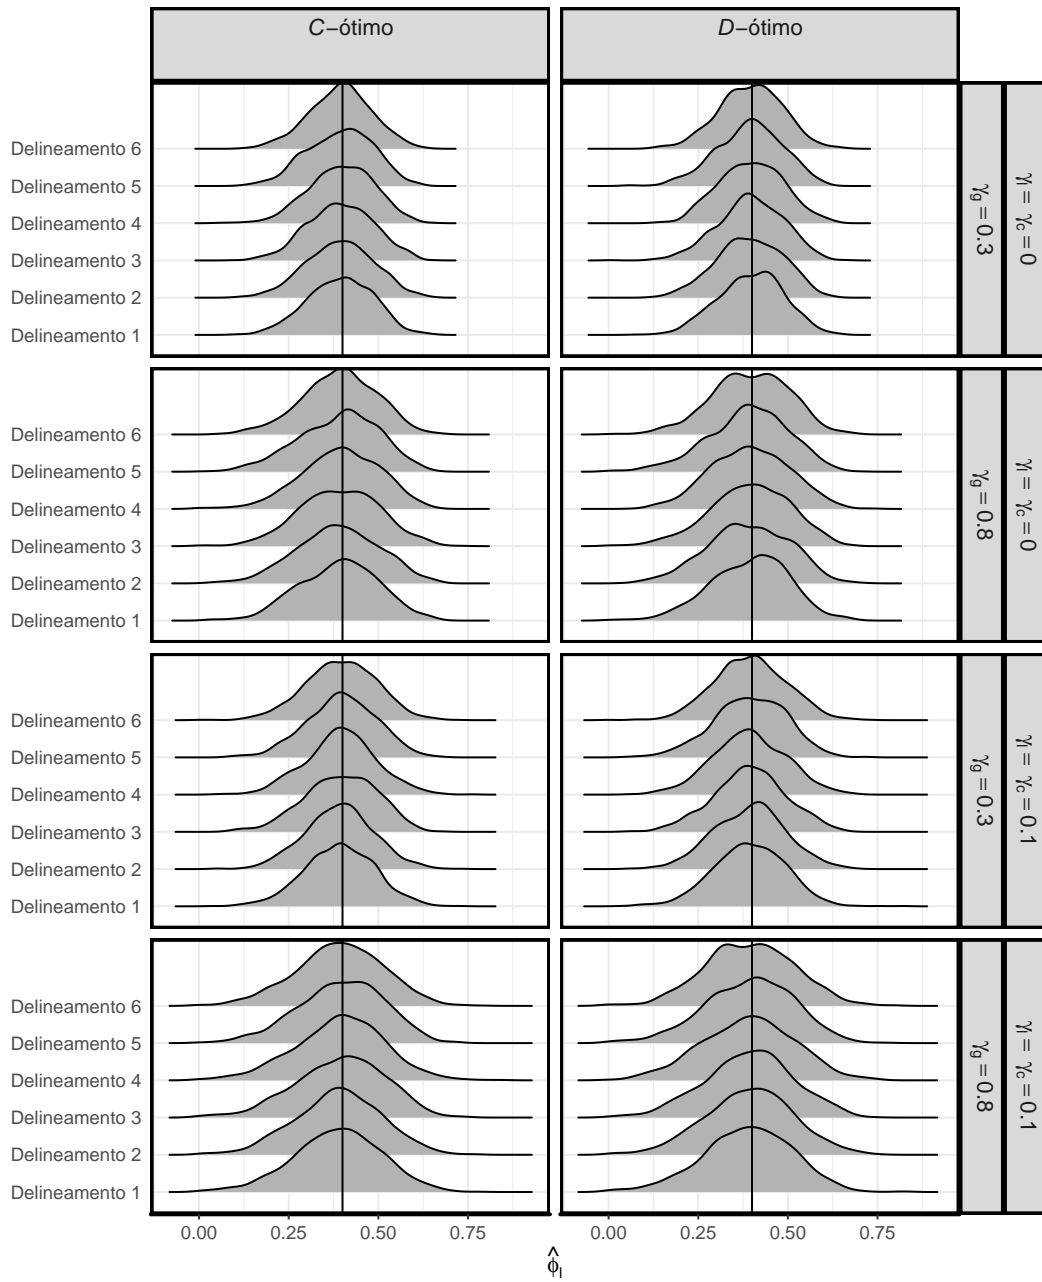 C−ótimo
D−ótimo
Delineamento 6
Delineamento 5
Delineamento 4
Delineamento 3
Delineamento 2
Delineamento 1
γg = 0.3
γl = γc = 0
Delineamento 6
Delineamento 5
Delineamento 4
Delineamento 3
Delineamento 2
Delineamento 1
γg = 0.8
γl = γc = 0
Delineamento 6
Delineamento 5
Delineamento 4
Delineamento 3
Delineamento 2
Delineamento 1
γg = 0.3
γl = γc = 0.1
Delineamento 6
Delineamento 5
Delineamento 4
Delineamento 3
Delineamento 2
Delineamento 1
γg = 0.8
γl = γc = 0.1
0.00 0.25 0.50 0.75
0.00 0.25 0.50 0.75
ϕ̂l